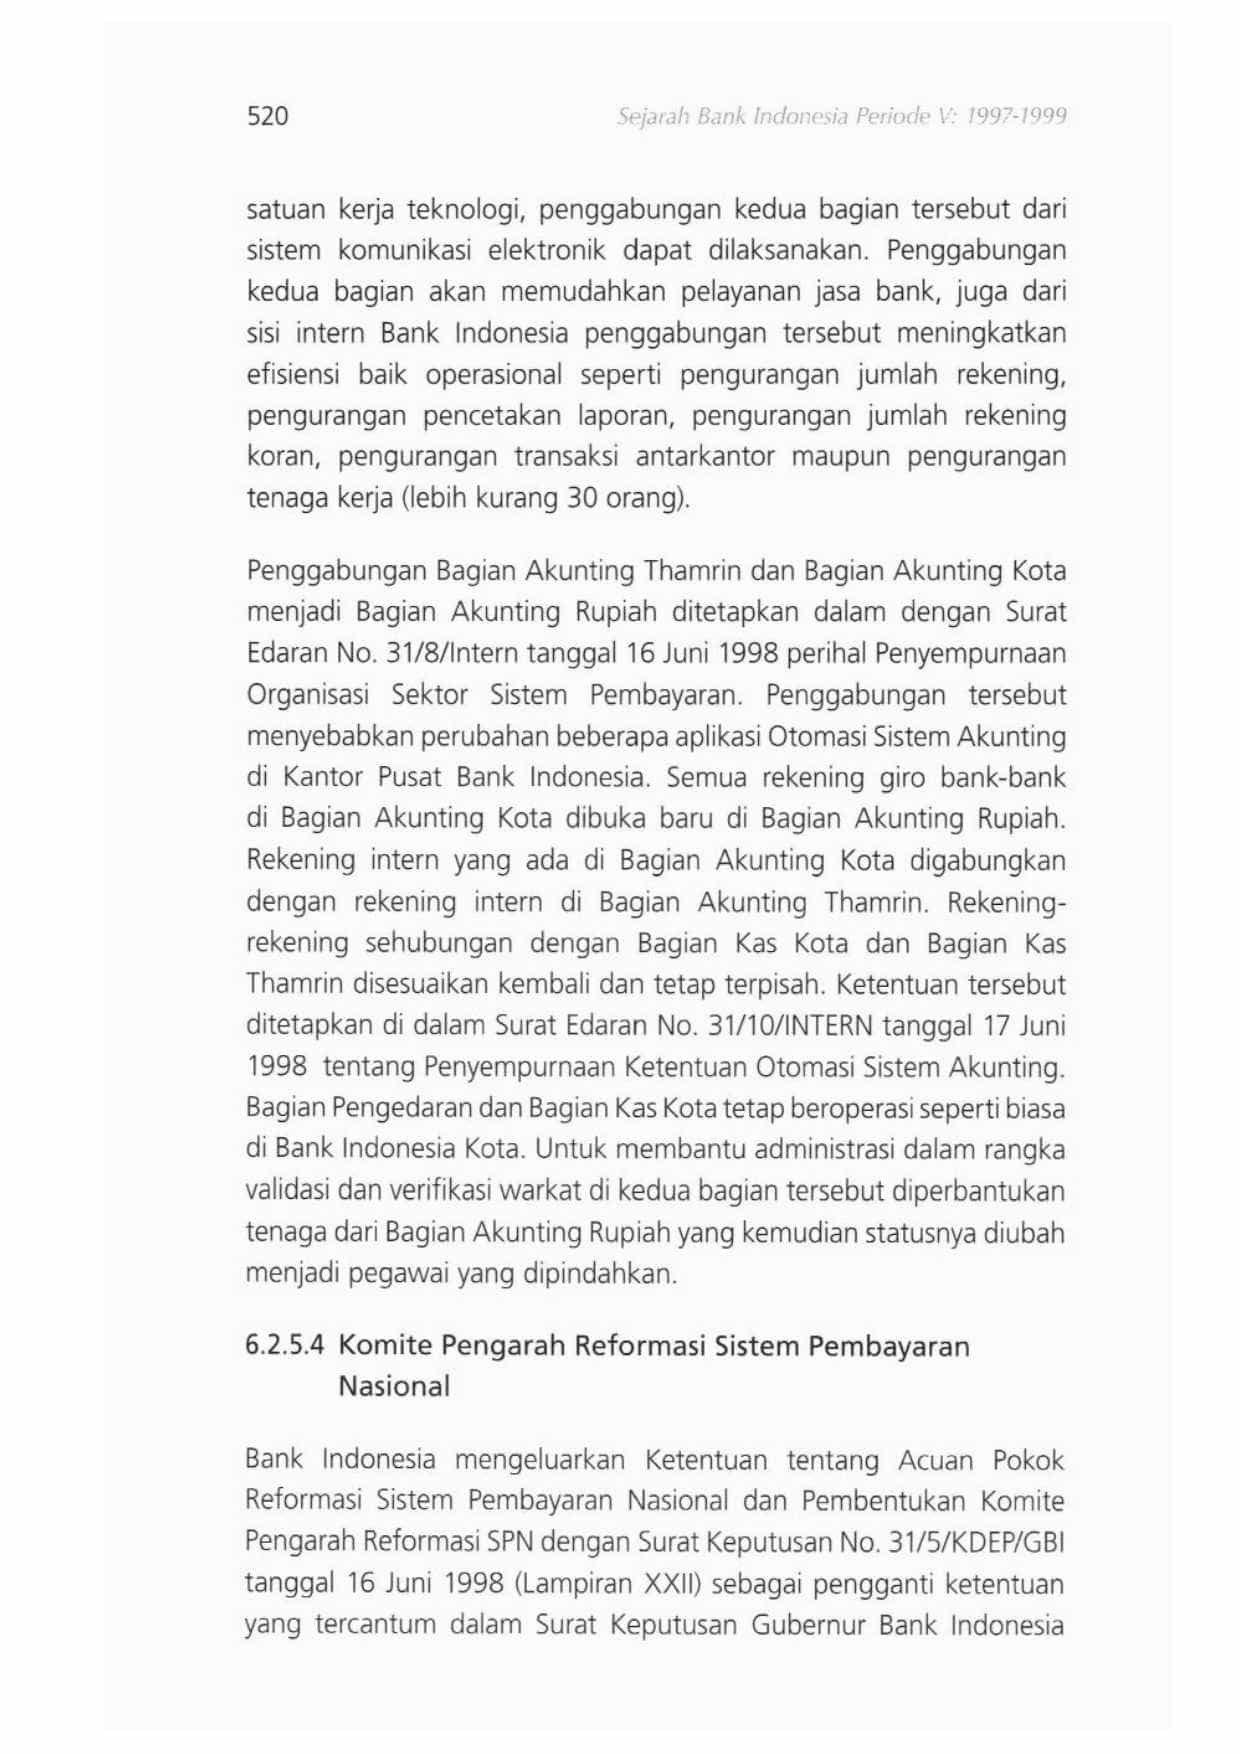 520
Sejarah Bank Indonesia Periode V: 1997-1999
satuan kerja teknologi, penggabungan kedua bagian tersebut dari
sistem komunikasi elektronik dapat dilaksanakan. Penggabungan
kedua bagian akan memudahkan pelayanan jasa bank, juga dari
sisi intern Bank Indonesia penggabungan tersebut meningkatkan
efisiensi baik operasional seperti pengurangan jumlah rekening,
pengurangan pencetakan laporan, pengurangan jumlah rekening
koran, pengurangan transaksi antarkantor maupun pengurangan
tenaga kerja (lebih kurang 30 orang).
Penggabungan Bagian Akunting Thamrin dan Bagian Akunting Kota
menjadi Bagian Akunting Rupiah ditetapkan dalam dengan Surat
Edaran No. 31/8/Intern tanggal 16 Juni 1998 perihal Penyempurnaan
Organisasi Sektor Sistem Pembayaran. Penggabungan tersebut
menyebabkan perubahan beberapa aplikasi Otomasi Sistem Akunting
di Kantor Pusat Bank Indonesia. Semua rekening giro bank-bank
di Bagian Akunting Kota dibuka baru di Bagian Akunting Rupiah.
Rekening intern yang ada di Bagian Akunting Kota digabungkan
dengan rekening intern di Bagian Akunting Thamrin. Rekening-
rekening sehubungan dengan Bagian Kas Kota dan Bagian Kas
Thamrin disesuaikan kembali dan tetap terpisah. Ketentuan tersebut
ditetapkan di dalam Surat Edaran No. 31/10/INTERN tanggal 17 Juni
1998 tentang Penyempurnaan Ketentuan Otomasi Sistem Akunting.
Bagian Pengedaran dan Bagian Kas Kota tetap beroperasi seperti biasa
di Bank Indonesia Kota. Untuk membantu administrasi dalam rangka
validasi dan verifikasi warkat di kedua bagian tersebut diperbantukan
tenaga dari Bagian Akunting Rupiah yang kemudian statusnya diubah
menjadi pegawai yang dipindahkan.
6.2.5.4 Komite Pengarah Reformasi Sistem Pembayaran
Nasional
Bank Indonesia mengeluarkan Ketentuan tentang Acuan Pokok
Reformasi Sistem Pembayaran Nasional dan Pembentukan Komite
Pengarah Reformasi SPN dengan Surat Keputusan No. 31/5/KDEP/GBI
tanggal 16 Juni 1998 (Lampiran XXII) sebagai pengganti ketentuan
yang tercantum dalam Surat Keputusan Gubernur Bank Indonesia